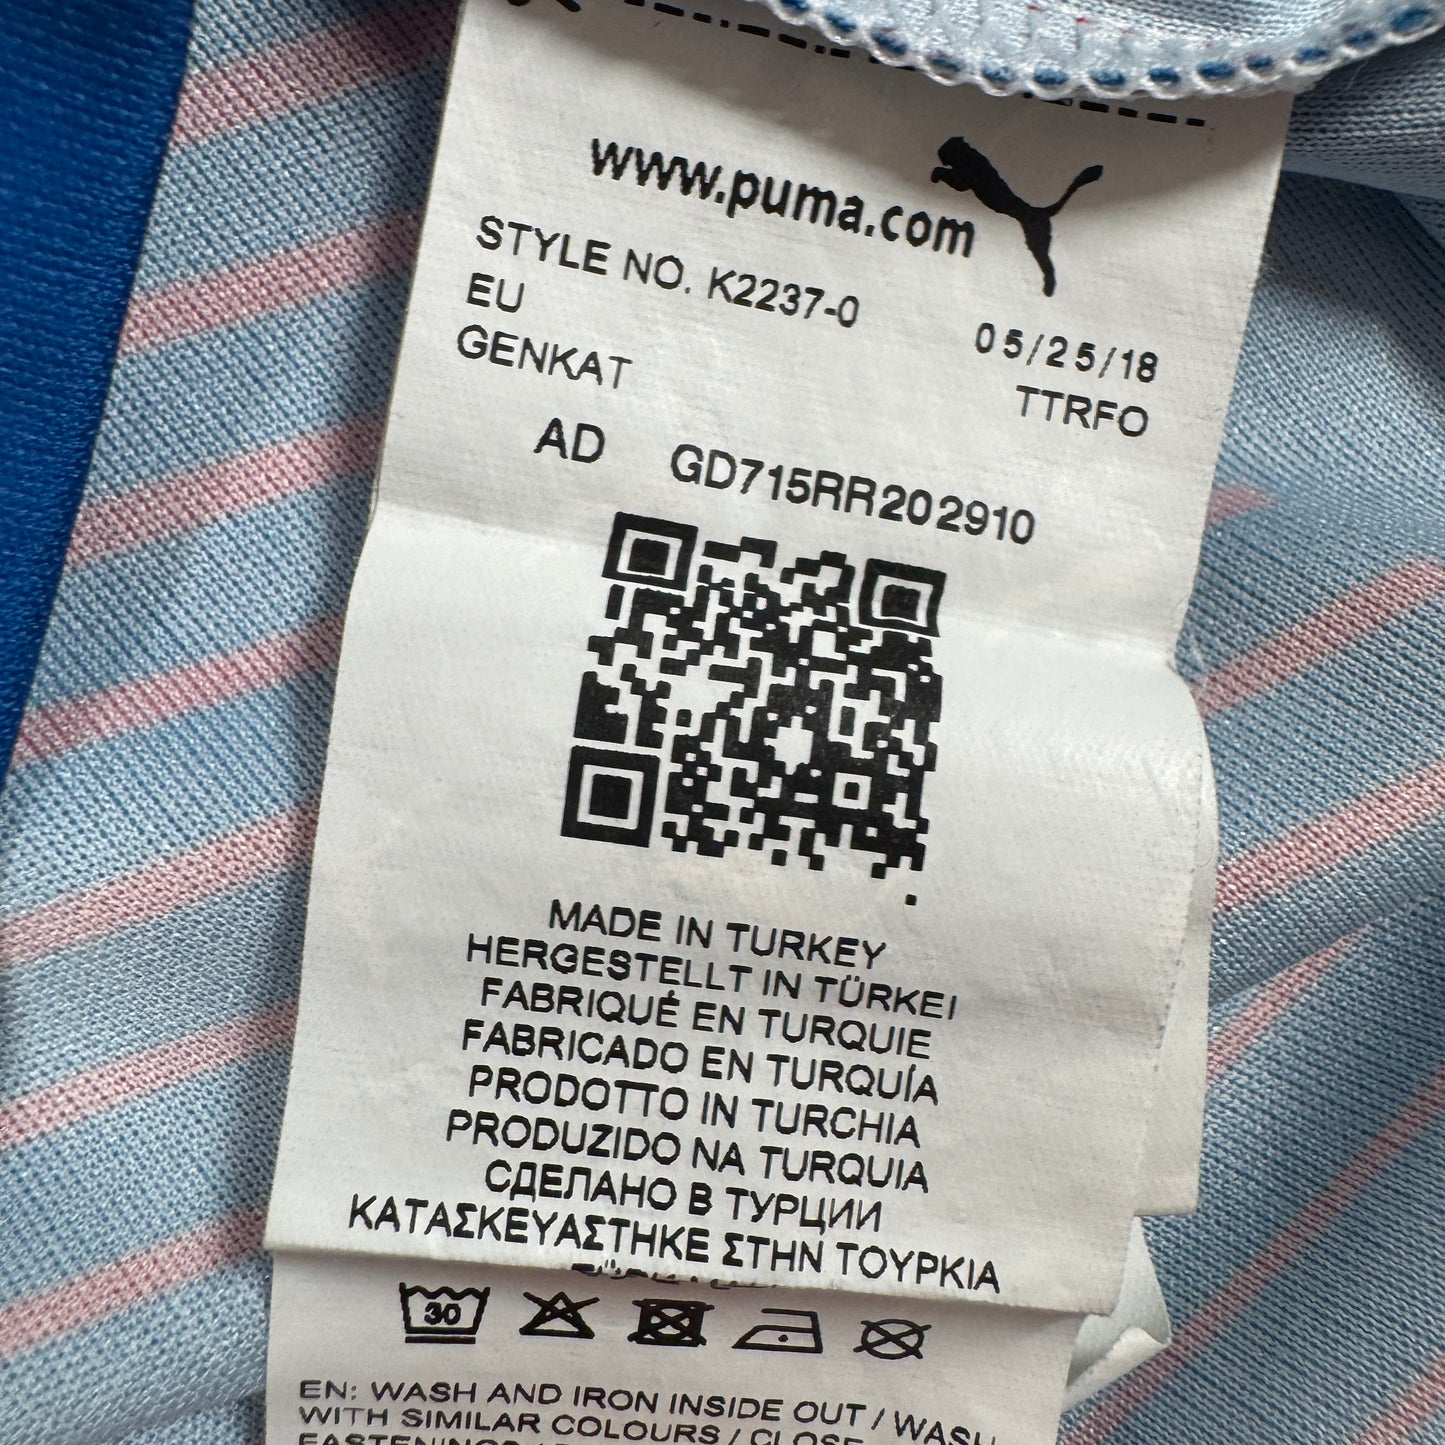 www.puma.com
STYLE NO. K2237-0
EU 05/25/18
GENKAT TTRFO
AD GD715RR202910
MADE IN TURKEY
HERGESTELLT IN TÜRKEI
FABRIQUÉ EN TURQUIE
FABRICADO EN TURQUÍA
PRODOTTO IN TURCHIA
PRODUZIDO NA TURQUIA
СДЕЛАНО В ТУРЦИИ
ΚΑΤΑΣΚΕΥΑΣΤΗΚΕ ΣΤΗΝ ΤΟΥΡΚΙΑ
30
EN: WASH AND IRON INSIDE OUT / WASH
WITH SIMILAR COLOURS / CLOSE
FASTENINGS